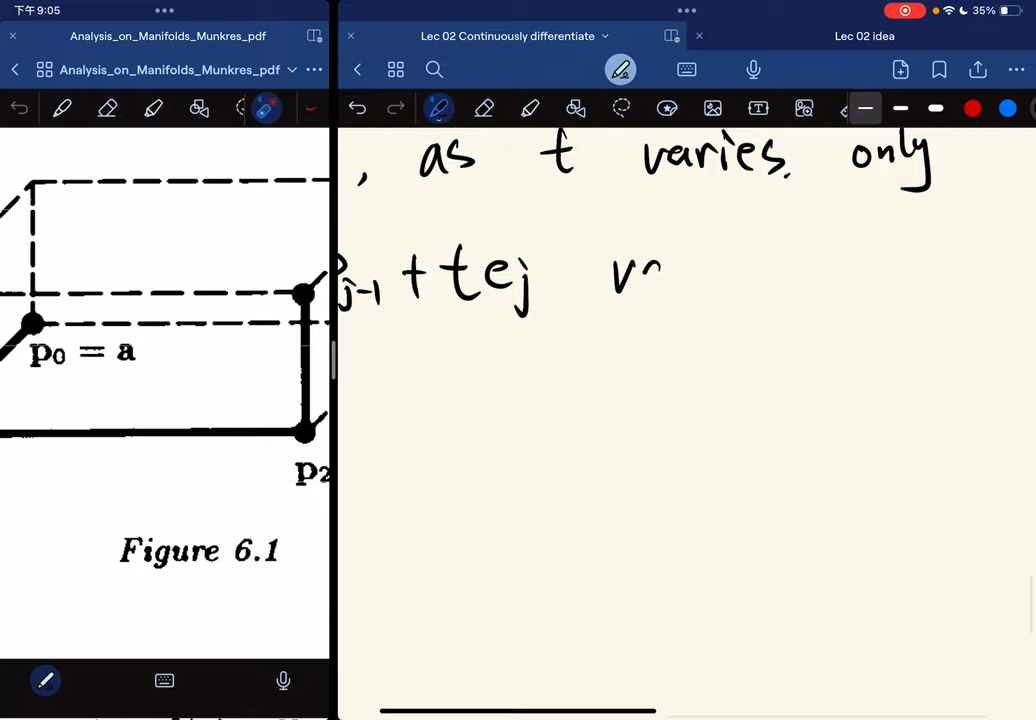 下午9:05
35%
Analysis_on_Manifolds_Munkres_pdf
Lec 02 Continuously differentiate
Lec 02 idea
Analysis_on_Manifolds_Munkres_pdf
, as t varies. only
j-1 + tej
p₀ = a
p₂
Figure 6.1